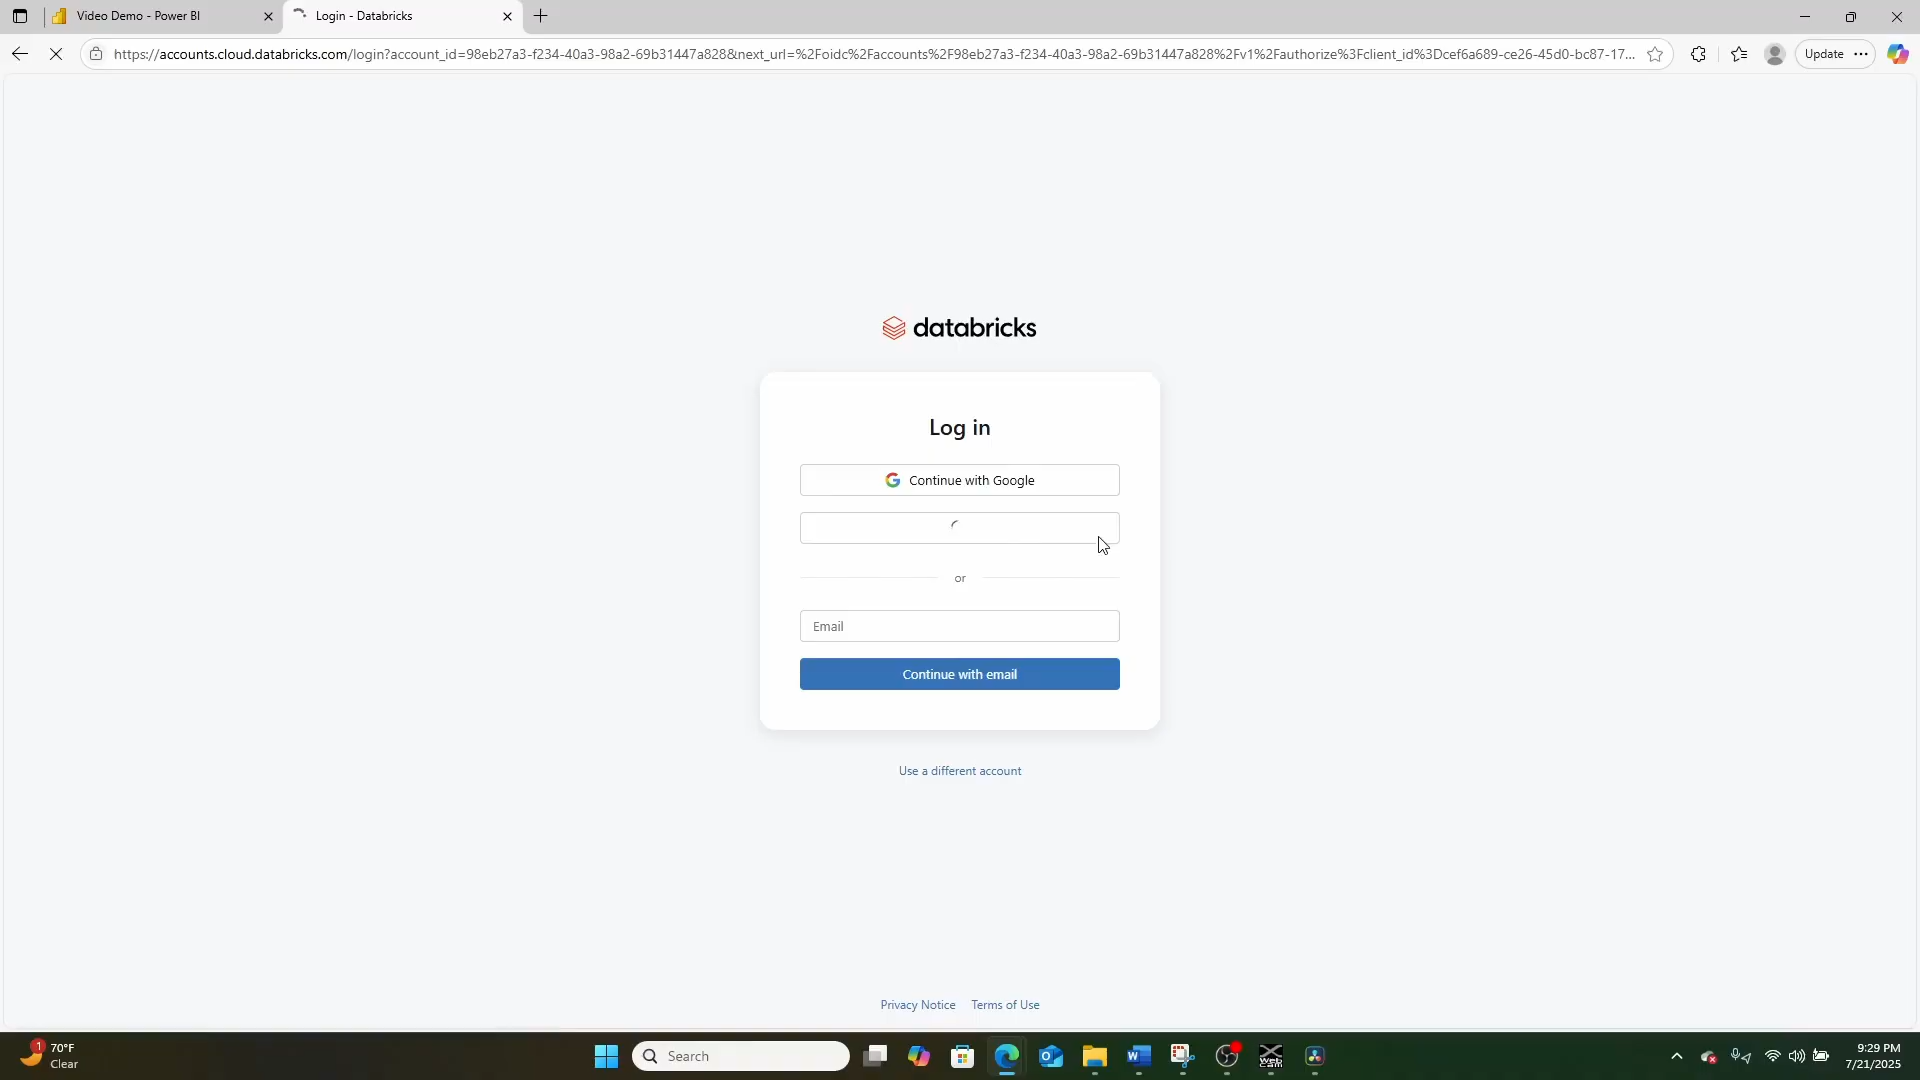 Video Demo - Power BI
Login - Databricks
https://accounts.cloud.databricks.com/login?account_id=98eb27a3-f234-40a3-98a2-69b31447a828&next_url=%2Foidc%2Faccounts%2F98eb27a3-f234-40a3-98a2-69b31447a828%2Fv1%2Fauthorize%3Fclient_id%3Dcef6a689-ce26-45d0-bc87-17...
Update
databricks
Log in
Continue with Google
or
Email
Continue with email
Use a different account
Privacy Notice Terms of Use
1
70°F
Clear
Search
WebCam
9:29 PM
7/21/2025